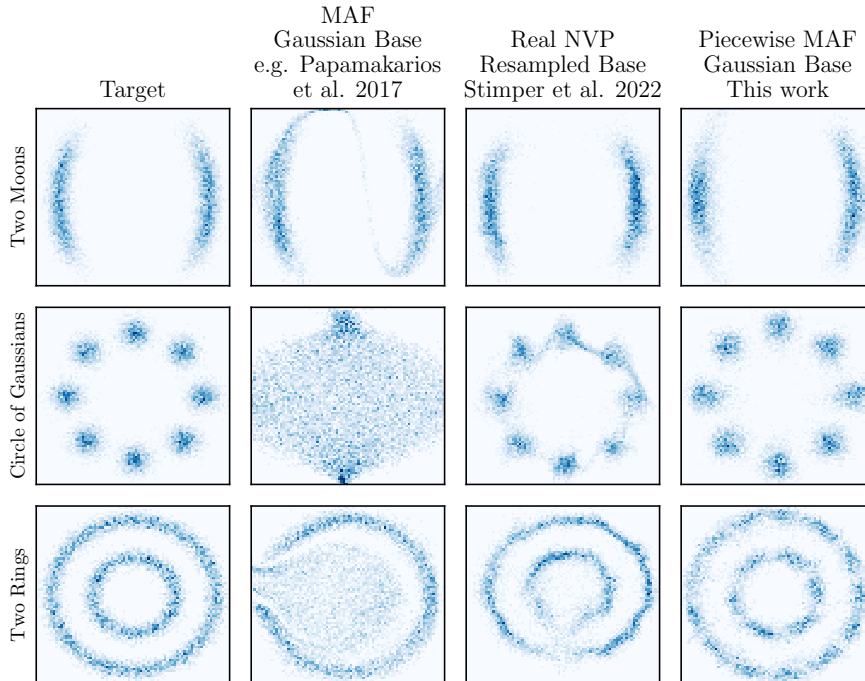 Target
MAF
Gaussian Base
e.g. Papamakarios
et al. 2017
Real NVP
Resampled Base
Stimper et al. 2022
Piecewise MAF
Gaussian Base
This work
Two Moons
Circle of Gaussians
Two Rings